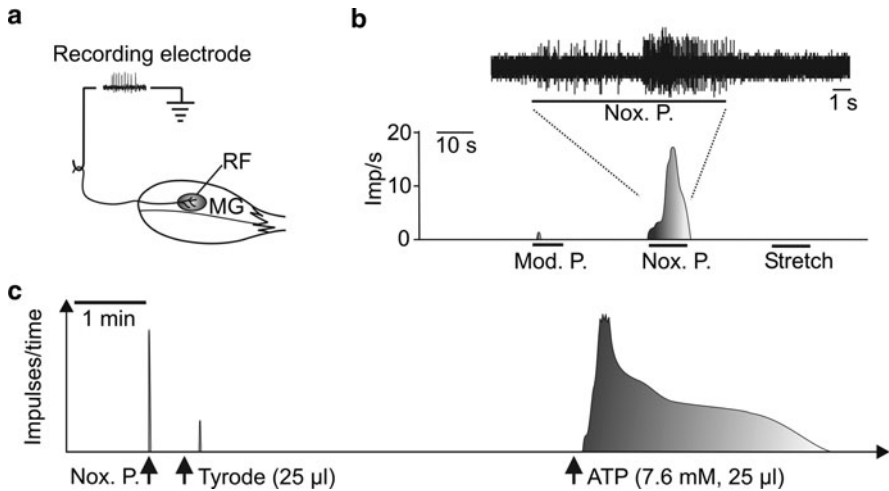 a
Recording electrode
RF
MG
b
1 s
Nox. P.
20
10 s
Imp/s
10
0
Mod. P.
Nox. P.
Stretch
c
1 min
Impulses/time
Nox. P.
Tyrode (25 µl)
ATP (7.6 mM, 25 µl)